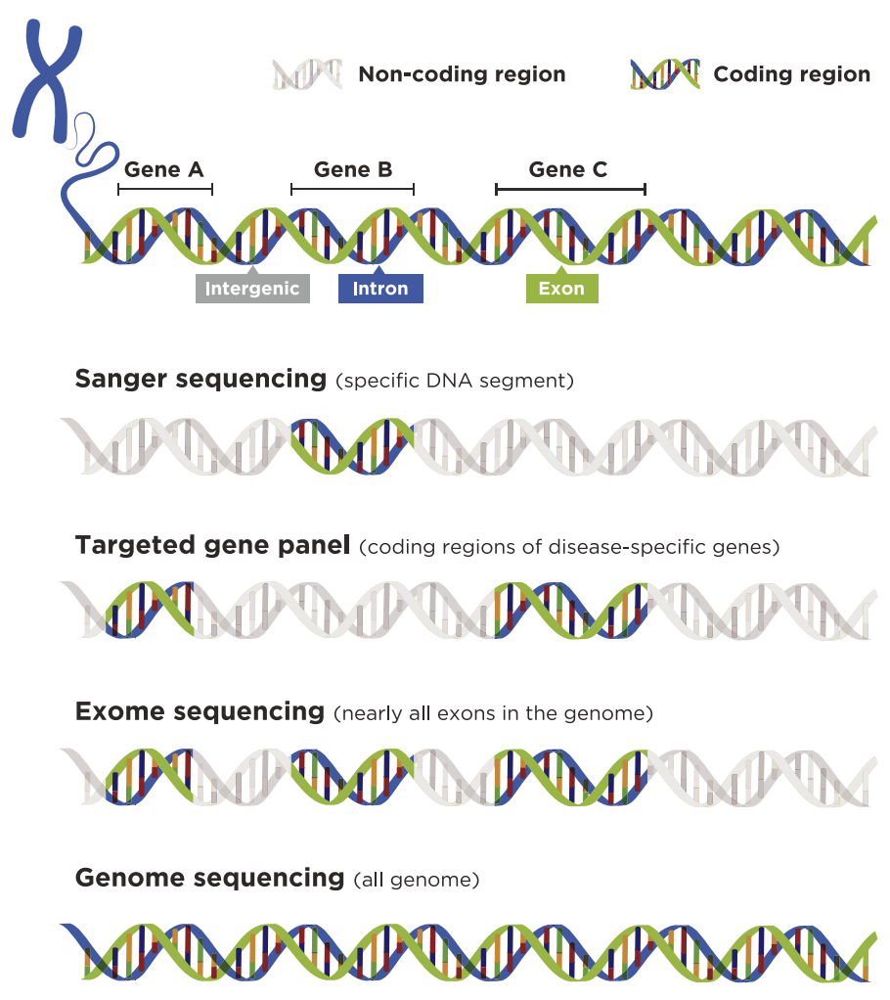 Non-coding region
Coding region
Gene A
Gene B
Gene C
Intergenic
Intron
Exon
Sanger sequencing (specific DNA segment)
Targeted gene panel (coding regions of disease-specific genes)
Exome sequencing (nearly all exons in the genome)
Genome sequencing (all genome)